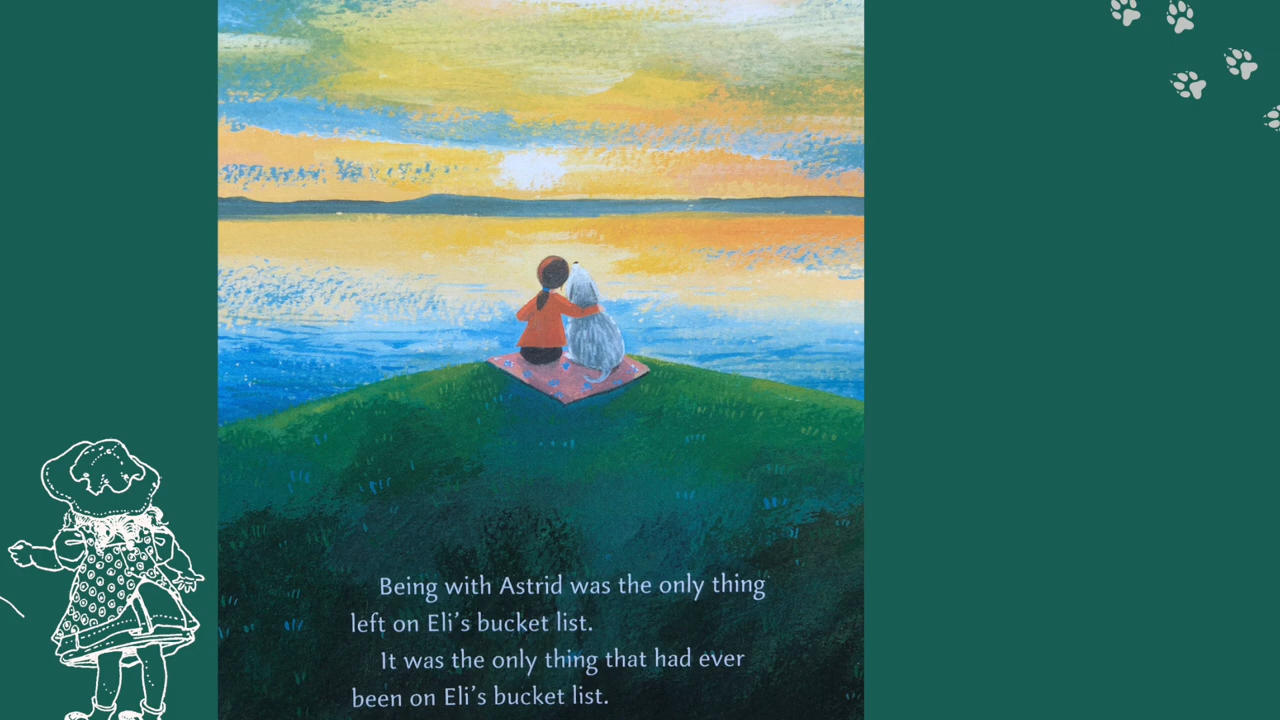 Being with Astrid was the only thing
left on Eli's bucket list.
It was the only thing that had ever
been on Eli's bucket list.